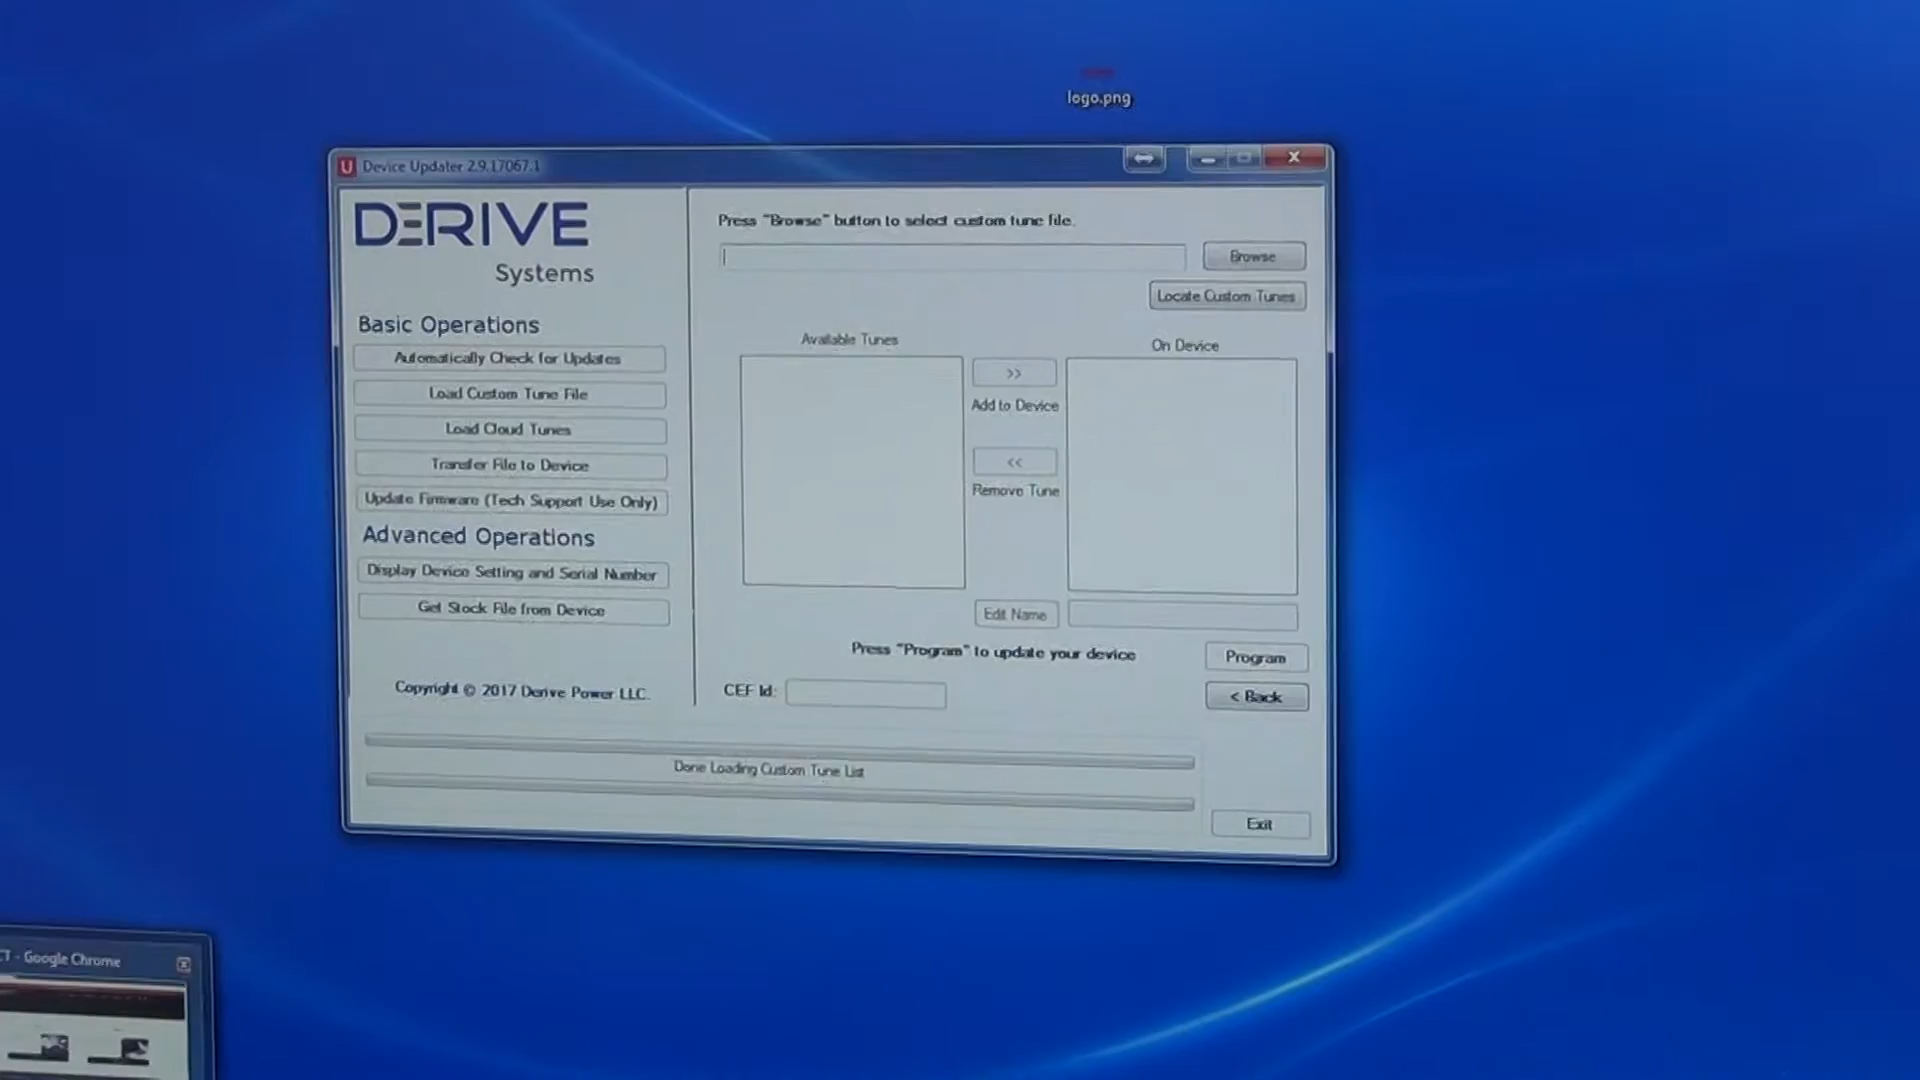 logo.png
Device Updater 2.9.17067.1
DERIVE
Systems
Basic Operations
Automatically Check for Updates
Load Custom Tune File
Load Cloud Tunes
Transfer File to Device
Update Firmware (Tech Support Use Only)
Advanced Operations
Display Device Setting and Serial Number
Get Stock File from Device
Copyright © 2017 Derive Power LLC.
Press "Browse" button to select custom tune file.
Browse
Locate Custom Tunes
Available Tunes
On Device
>>
Add to Device
<<
Remove Tune
Edit Name
Press "Program" to update your device
Program
CEF Id:
< Back
Done Loading Custom Tune List
Exit
CT - Google Chrome